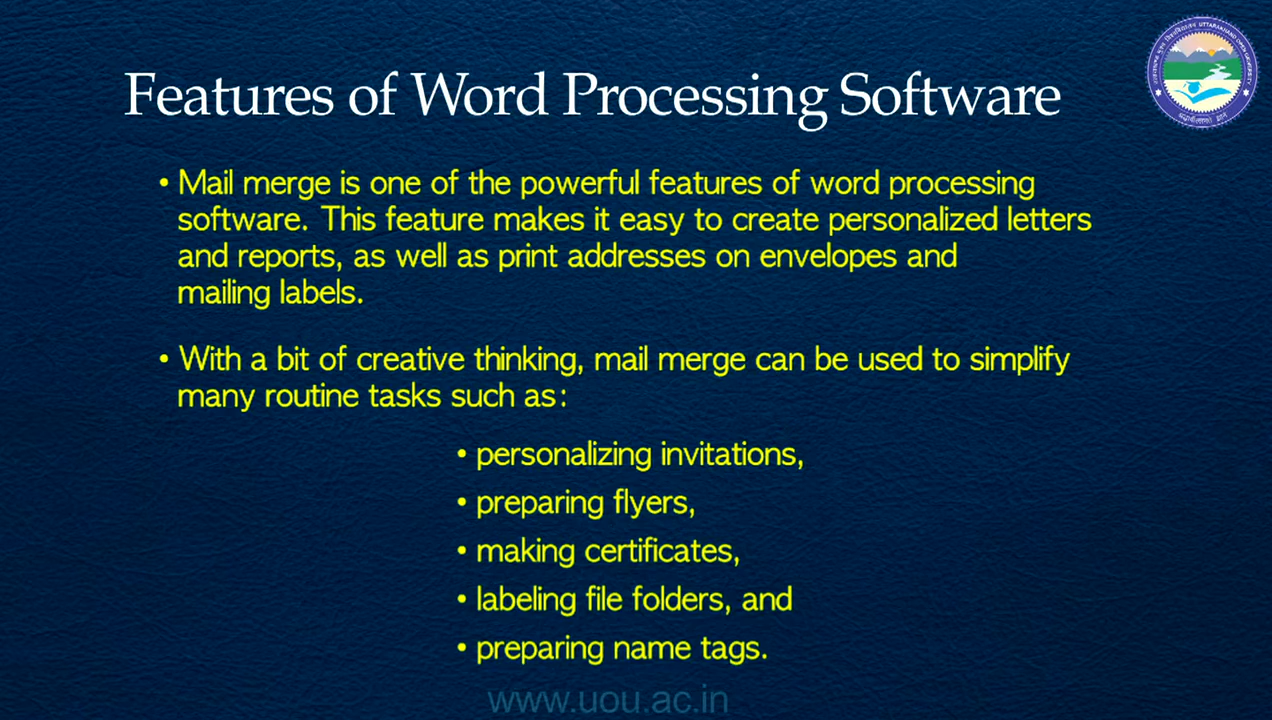 UTTARAKHAND OPEN UNIVERSITY
Features of Word Processing Software
• Mail merge is one of the powerful features of word processing
software. This feature makes it easy to create personalized letters
and reports, as well as print addresses on envelopes and
mailing labels.
• With a bit of creative thinking, mail merge can be used to simplify
many routine tasks such as:
• personalizing invitations,
• preparing flyers,
• making certificates,
• labeling file folders, and
• preparing name tags.
www.uou.ac.in